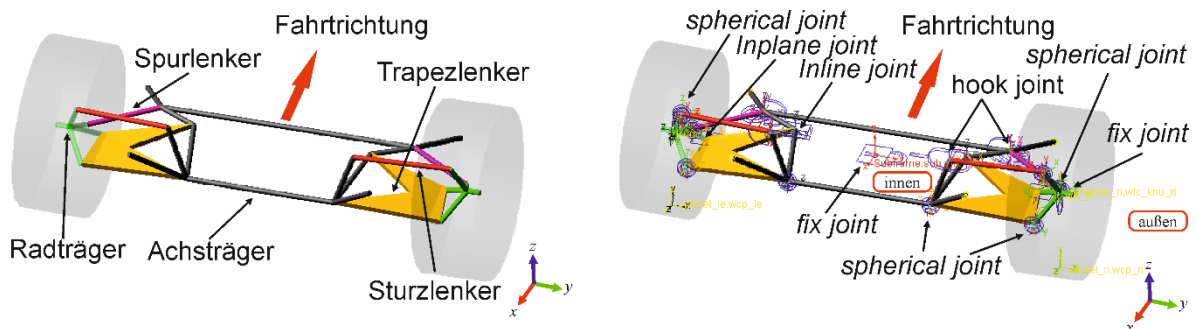 Fahrtrichtung
Spurlenker
Trapezlenker
Radträger
Achsträger
Sturzlenker
z
y
x
spherical joint
Inplane joint
Inline joint
Fahrtrichtung
spherical joint
hook joint
fix joint
innen
außen
fix joint
spherical joint
z
y
x